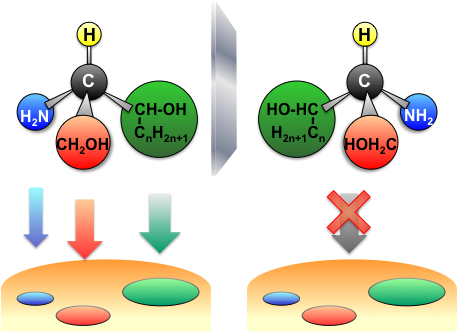 H
C
H₂N
CH-OH
CₙH₂ₙ₊₁
CH₂OH
H
C
HO-HC
H₂ₙ₊₁Cₙ
NH₂
HOH₂C